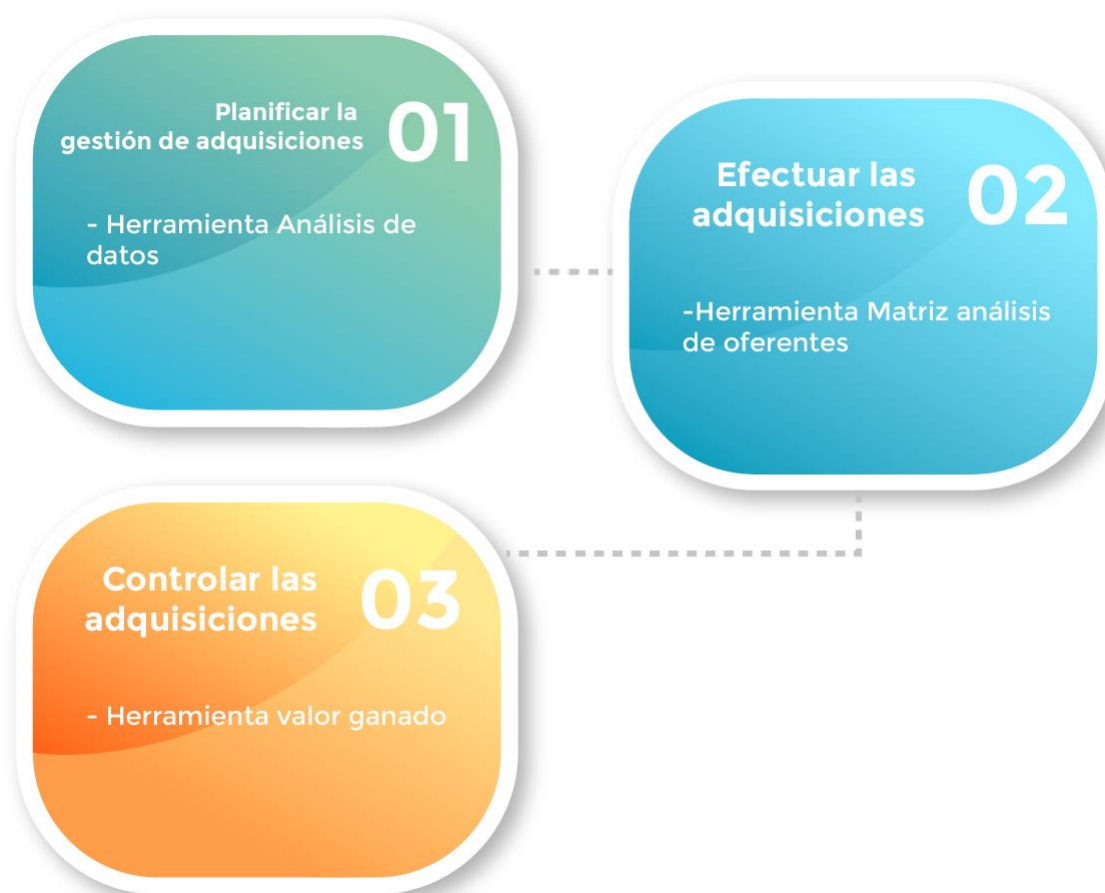 Planificar la
gestión de adquisiciones
01
- Herramienta Análisis de
datos
Efectuar las
adquisiciones
02
-Herramienta Matriz análisis
de oferentes
Controlar las
adquisiciones
03
- Herramienta valor ganado